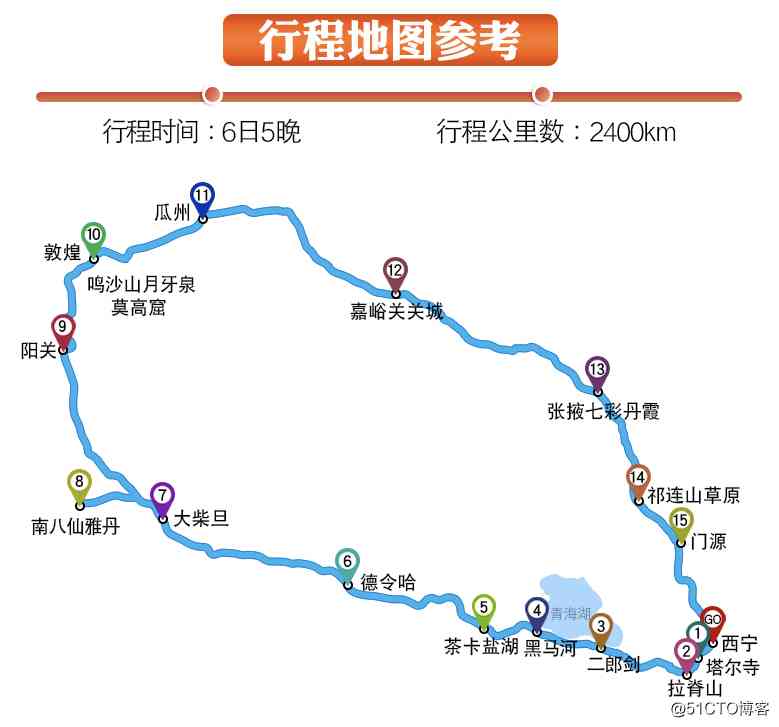 行程地图参考
行程时间：6日5晚
行程公里数：2400km
11
瓜州
10
敦煌
鸣沙山月牙泉
莫高窟
12
嘉峪关关城
9
阳关
13
张掖七彩丹霞
14
祁连山草原
15
门源
8
南八仙雅丹
7
大柴旦
6
德令哈
5
茶卡盐湖
4
黑马河
青海湖
3
二郎剑
GO
西宁
1
塔尔寺
2
拉脊山
@51CTO博客